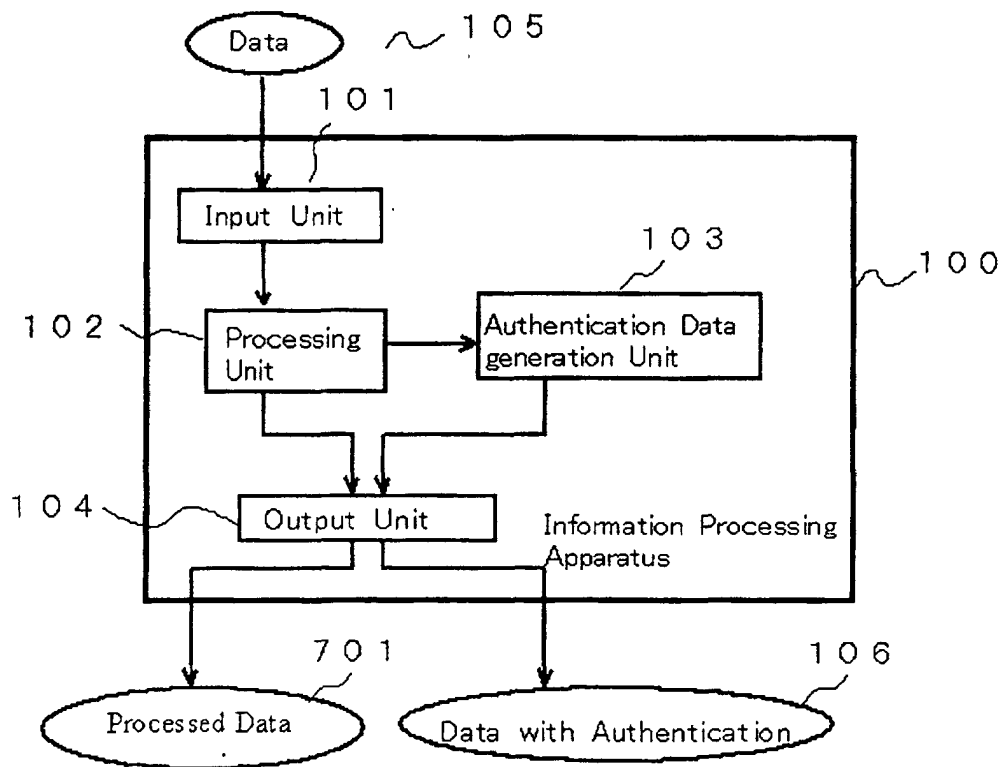 Data
105
101
Input Unit
103
100
102
Processing
Unit
Authentication Data
generation Unit
104
Output Unit
Information Processing
Apparatus
701
106
Processed Data
Data with Authentication